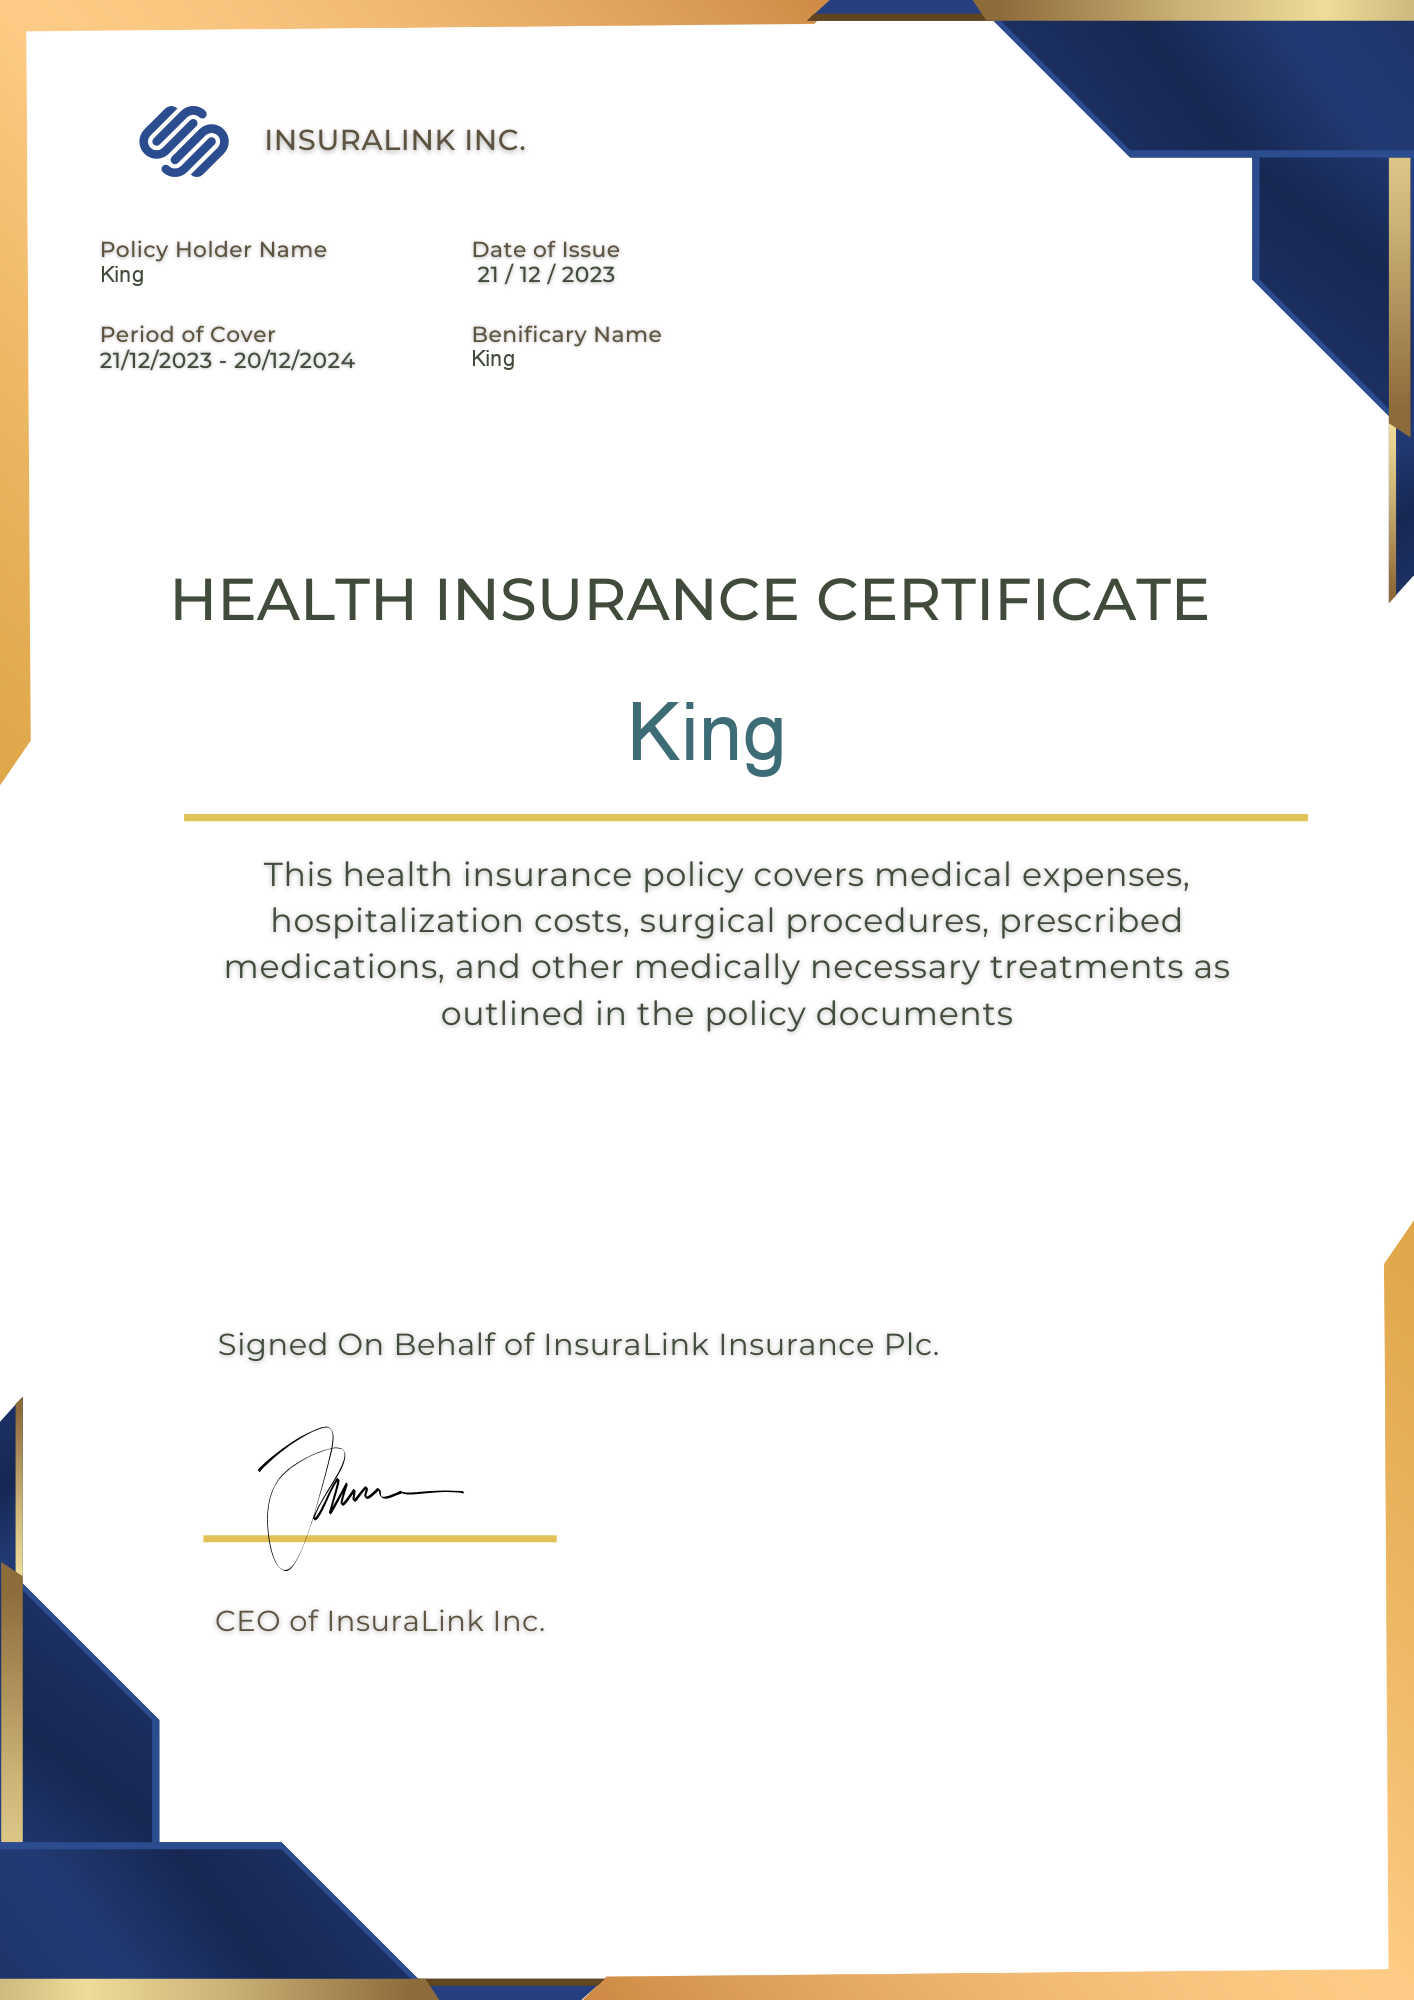 INSURALINK INC.
Policy Holder Name
King
Date of Issue
21 / 12 / 2023
Period of Cover
21/12/2023 - 20/12/2024
Benificary Name
King
HEALTH INSURANCE CERTIFICATE
King
This health insurance policy covers medical expenses,
hospitalization costs, surgical procedures, prescribed
medications, and other medically necessary treatments as
outlined in the policy documents
Signed On Behalf of InsuraLink Insurance Plc.
CEO of InsuraLink Inc.